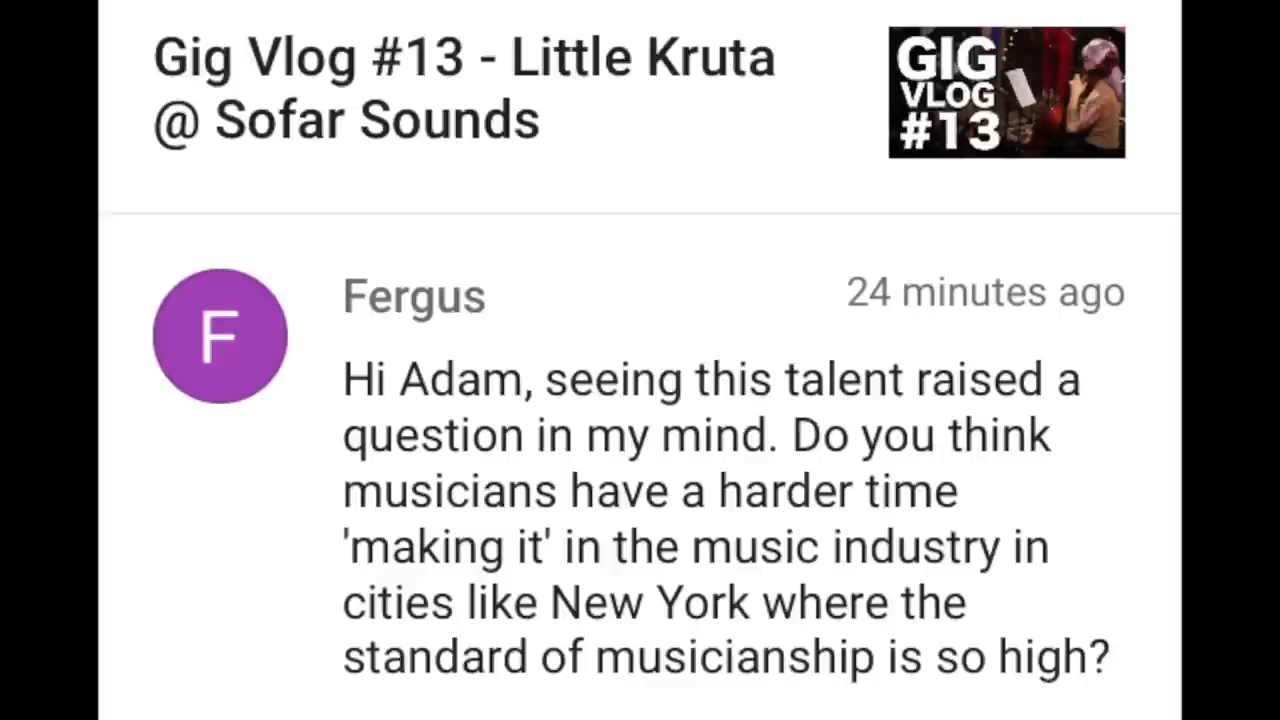 Gig Vlog #13 - Little Kruta
@ Sofar Sounds
GIG
VLOG
#13
F
Fergus
24 minutes ago
Hi Adam, seeing this talent raised a
question in my mind. Do you think
musicians have a harder time
'making it' in the music industry in
cities like New York where the
standard of musicianship is so high?